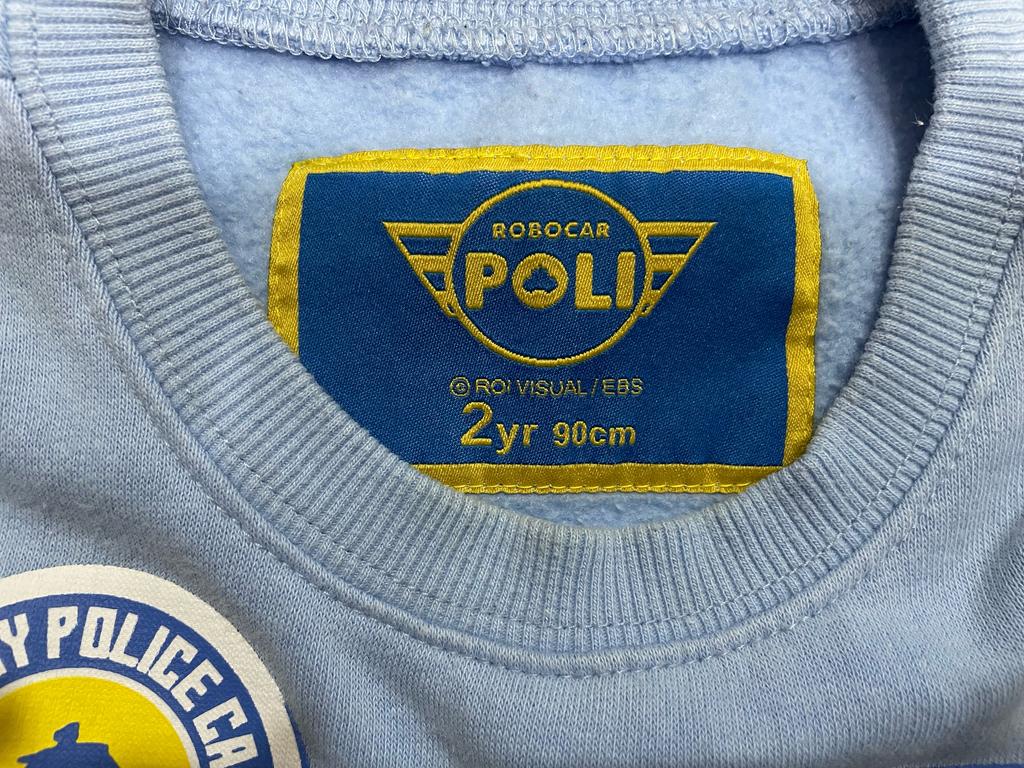 ROBOCAR
POLI
© ROI VISUAL / EBS
2yr 90cm
POLICE